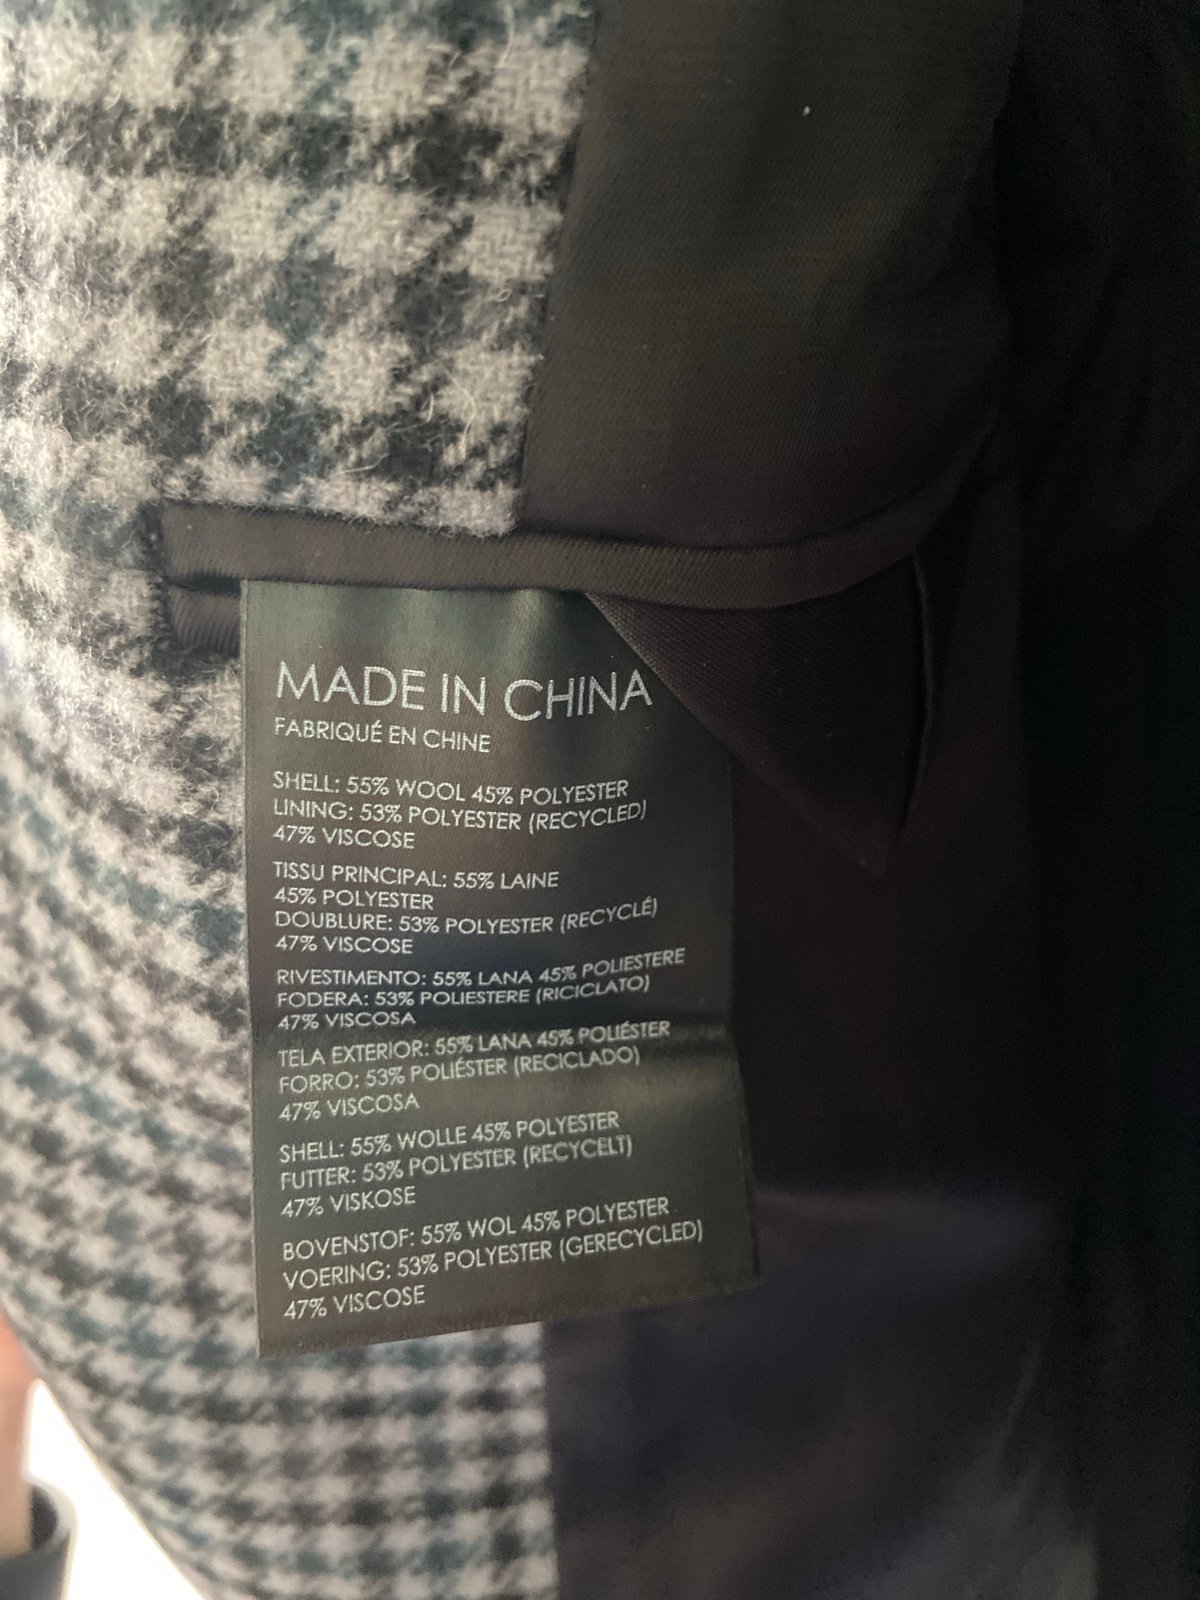 MADE IN CHINA
FABRIQUÉ EN CHINE
SHELL: 55% WOOL 45% POLYESTER
LINING: 53% POLYESTER (RECYCLED)
47% VISCOSE
TISSU PRINCIPAL: 55% LAINE
45% POLYESTER
DOUBLURE: 53% POLYESTER (RECYCLÉ)
47% VISCOSE
RIVESTIMENTO: 55% LANA 45% POLIESTERE
FODERA: 53% POLIESTERE (RICICLATO)
47% VISCOSA
TELA EXTERIOR: 55% LANA 45% POLIÉSTER
FORRO: 53% POLIÉSTER (RECICLADO)
47% VISCOSA
SHELL: 55% WOLLE 45% POLYESTER
FUTTER: 53% POLYESTER (RECYCELT)
47% VISKOSE
BOVENSTOF: 55% WOL 45% POLYESTER
VOERING: 53% POLYESTER (GERECYCLED)
47% VISCOSE